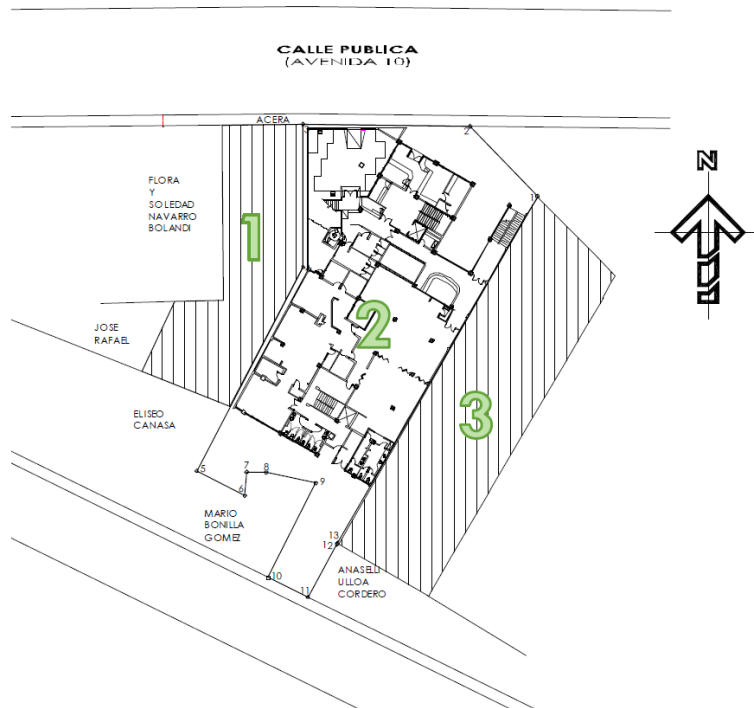 CALLE PUBLICA
(AVENIDA 10)
ACERA
2
N
FLORA
Y
SOLEDAD
NAVARRO
BOLANDI
1
1
2
JOSE
RAFAEL
3
ELISEO
CANASA
5
7
8
9
6
MARIO
BONILLA
GOMEZ
13
12
10
ANASELLI
ULLOA
CORDERO
11